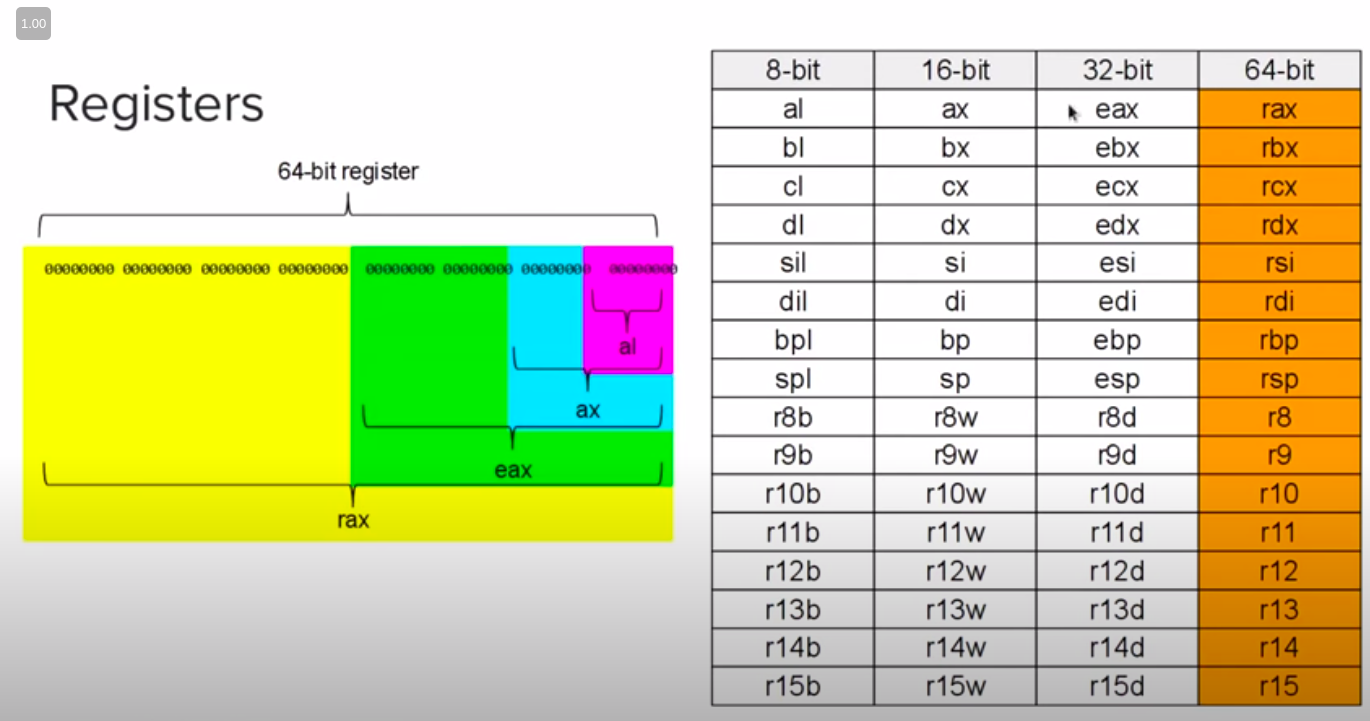 1.00
Registers
64-bit register
00000000 00000000 00000000 00000000 00000000 00000000 00000000 00000000
al
ax
eax
rax
8-bit 16-bit 32-bit 64-bit
al ax eax rax
bl bx ebx rbx
cl cx ecx rcx
dl dx edx rdx
sil si esi rsi
dil di edi rdi
bpl bp ebp rbp
spl sp esp rsp
r8b r8w r8d r8
r9b r9w r9d r9
r10b r10w r10d r10
r11b r11w r11d r11
r12b r12w r12d r12
r13b r13w r13d r13
r14b r14w r14d r14
r15b r15w r15d r15